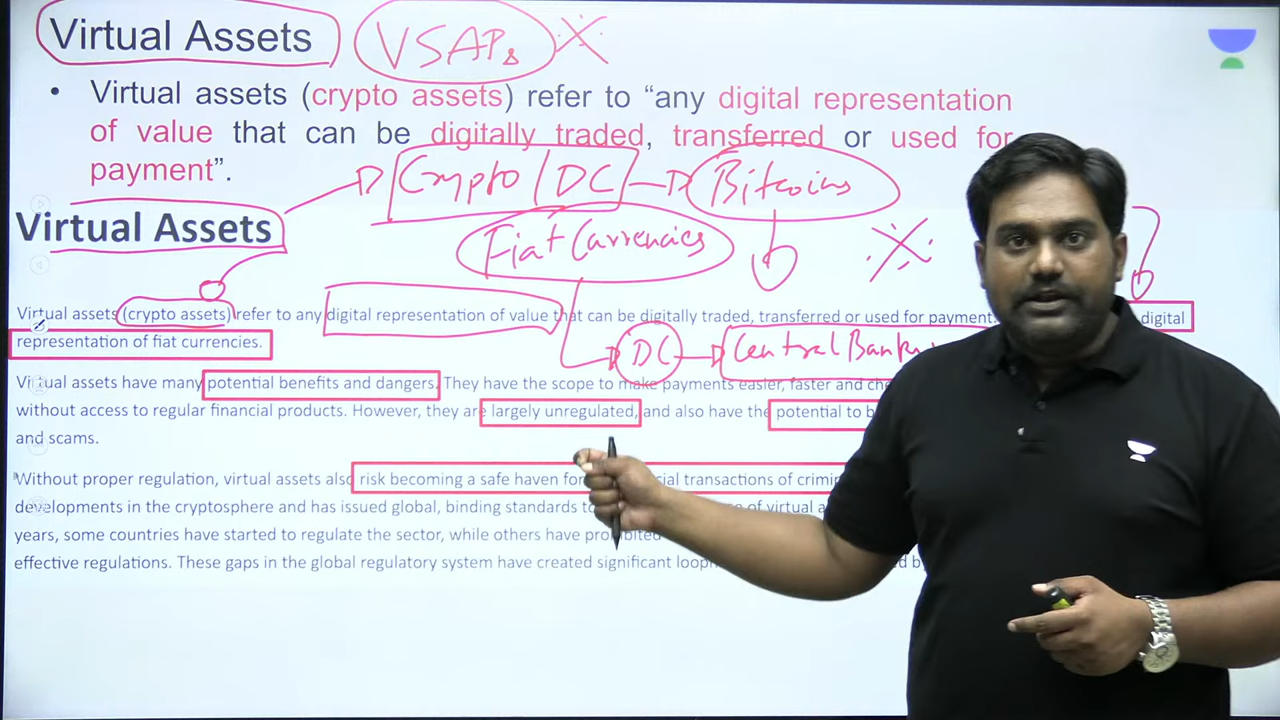 Virtual Assets VSAPs
• Virtual assets (crypto assets) refer to “any digital representation
of value that can be digitally traded, transferred or used for
payment”.
Crypto/DC Bitcoins
Virtual Assets
Fiat Currencies
Virtual assets (crypto assets) refer to any digital representation of value that can be digitally traded, transferred or used for payment digital
representation of fiat currencies.
DC Central Bank
Virtual assets have many potential benefits and dangers. They have the scope to make payments easier, faster and
without access to regular financial products. However, they are largely unregulated, and also have the potential to
and scams.
Without proper regulation, virtual assets also risk becoming a safe haven for transactions of
developments in the cryptosphere and has issued global, binding standards of virtual
years, some countries have started to regulate the sector, while others have prohibited
effective regulations. These gaps in the global regulatory system have created significant